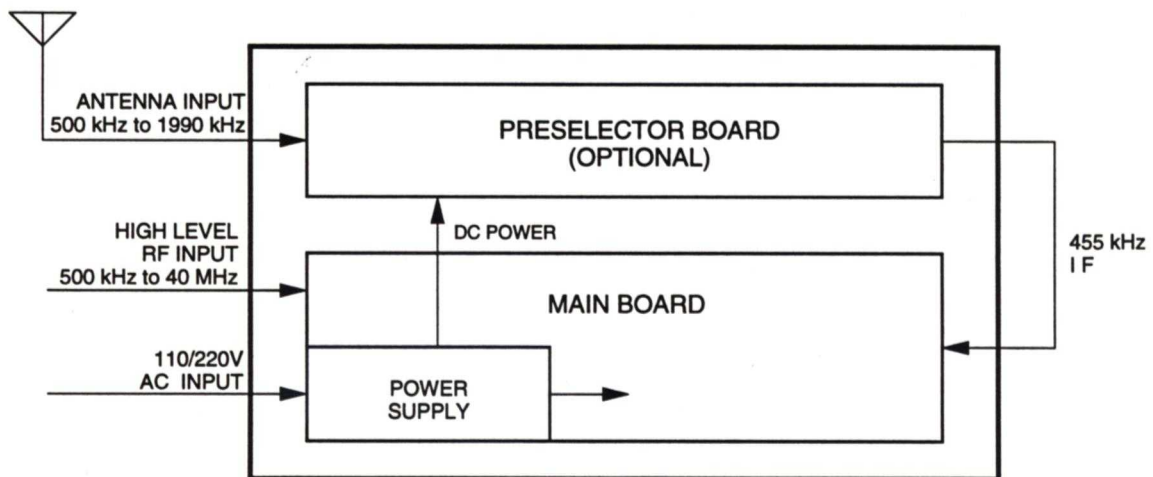 ANTENNA INPUT
500 kHz to 1990 kHz
PRESELECTOR BOARD
(OPTIONAL)
HIGH LEVEL
RF INPUT
500 kHz to 40 MHz
DC POWER
455 kHz
I F
MAIN BOARD
110/220V
AC INPUT
POWER
SUPPLY